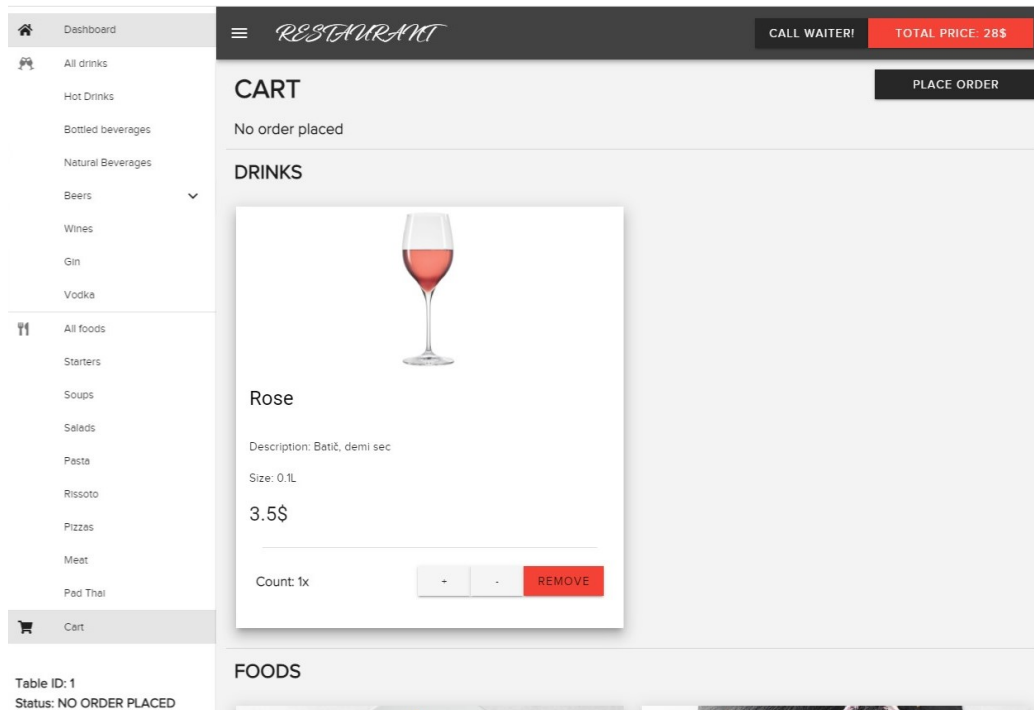 Dashboard
All drinks
Hot Drinks
Bottled beverages
Natural Beverages
Beers
Wines
Gin
Vodka
All foods
Starters
Soups
Salads
Pasta
Rissoto
Pizzas
Meat
Pad Thai
Cart
Table ID: 1
Status: NO ORDER PLACED
RESTAURANT
CALL WAITER!
TOTAL PRICE: 28$
CART
PLACE ORDER
No order placed
DRINKS
Rose
Description: Batič, demi sec
Size: 0.1L
3.5$
Count: 1x
+
-
REMOVE
FOODS